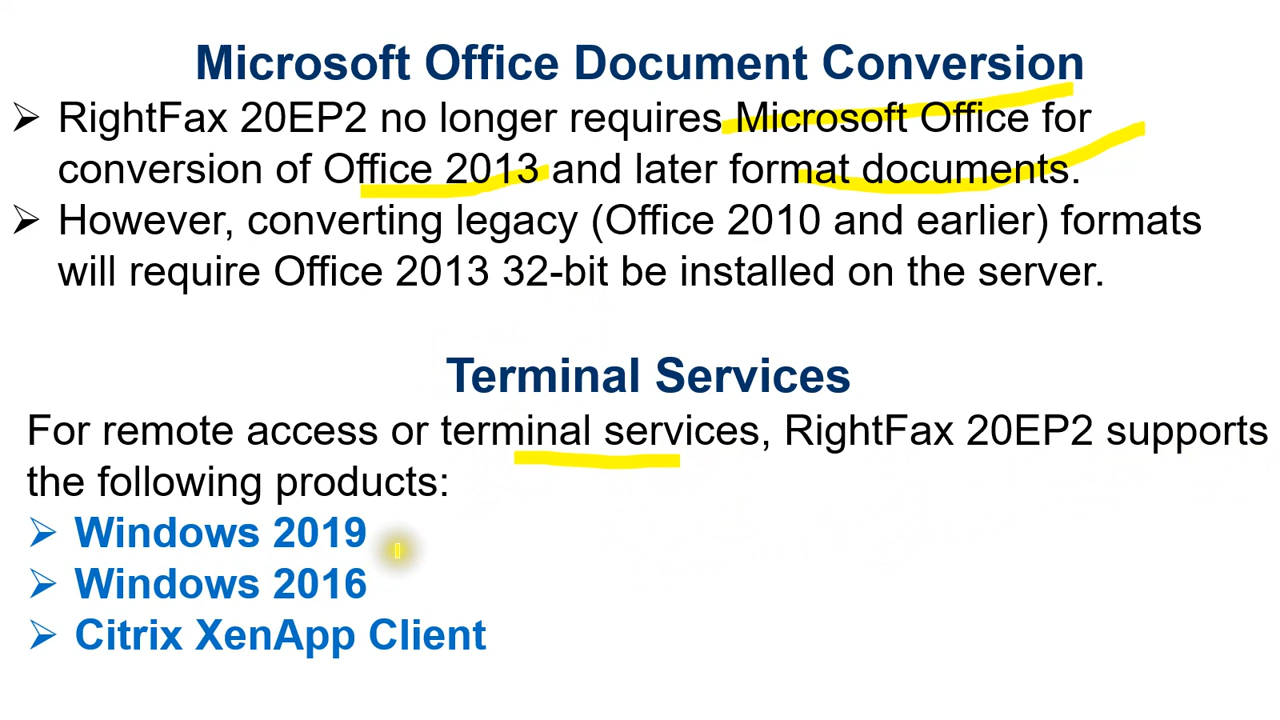 Microsoft Office Document Conversion
RightFax 20EP2 no longer requires Microsoft Office for
conversion of Office 2013 and later format documents.
However, converting legacy (Office 2010 and earlier) formats
will require Office 2013 32-bit be installed on the server.
Terminal Services
For remote access or terminal services, RightFax 20EP2 supports
the following products:
Windows 2019
Windows 2016
Citrix XenApp Client